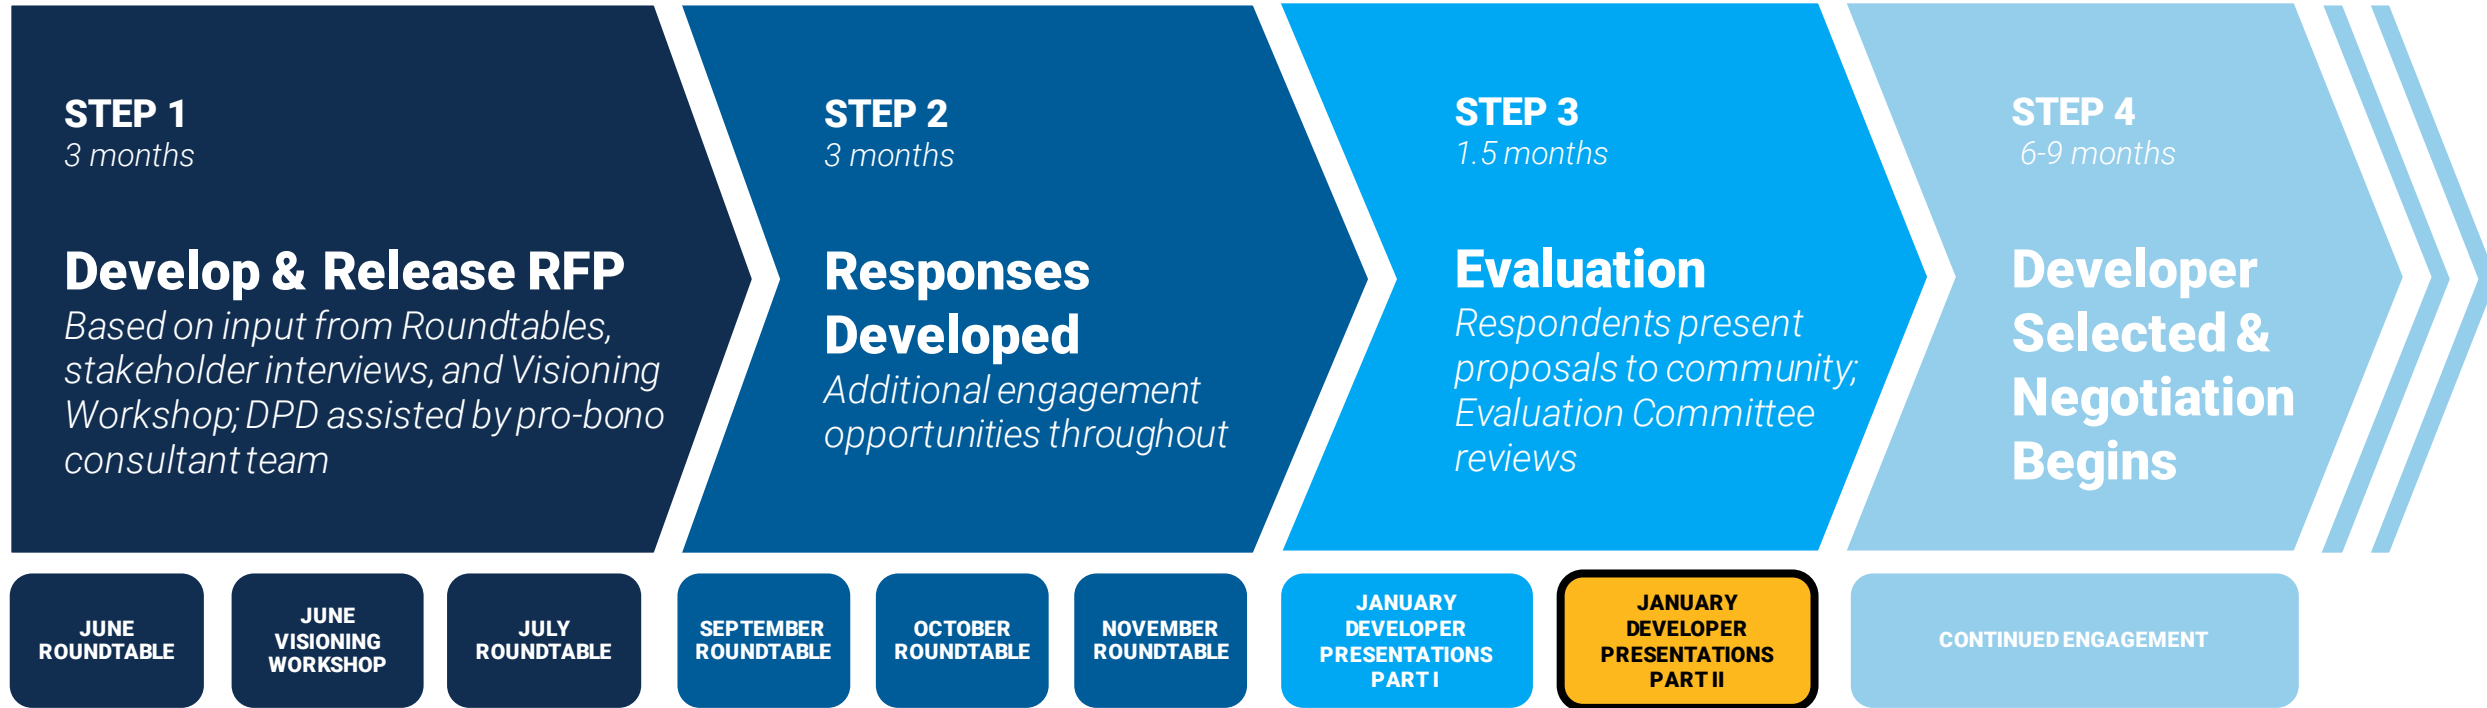 STEP 1
3 months
Develop & Release RFP
Based on input from Roundtables,
stakeholder interviews, and Visioning
Workshop; DPD assisted by pro-bono
consultant team
STEP 2
3 months
Responses
Developed
Additional engagement
opportunities throughout
STEP 3
1.5 months
Evaluation
Respondents present
proposals to community;
Evaluation Committee
reviews
STEP 4
6-9 months
Developer
Selected &
Negotiation
Begins
JUNE
ROUNDTABLE
JUNE
VISIONING
WORKSHOP
JULY
ROUNDTABLE
SEPTEMBER
ROUNDTABLE
OCTOBER
ROUNDTABLE
NOVEMBER
ROUNDTABLE
JANUARY
DEVELOPER
PRESENTATIONS
PART I
JANUARY
DEVELOPER
PRESENTATIONS
PART II
CONTINUED ENGAGEMENT